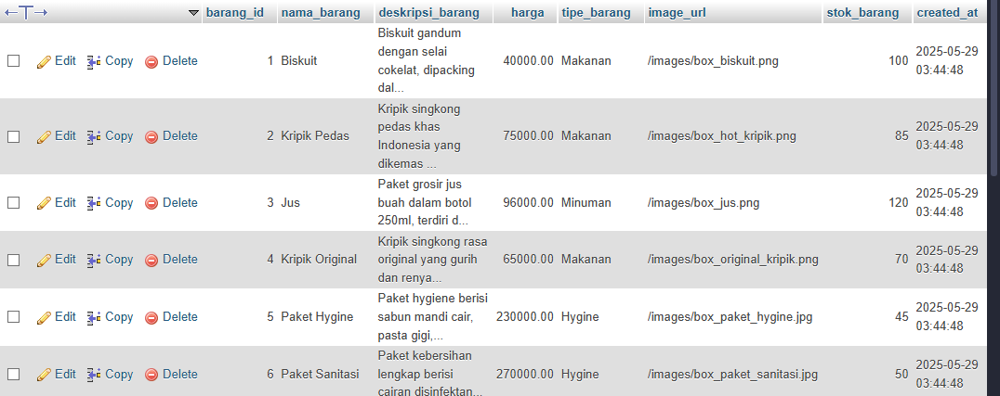 barang_id nama_barang deskripsi_barang harga tipe_barang image_url stok_barang created_at
Edit Copy Delete 1 Biskuit Biskuit gandum 40000.00 Makanan /images/box_biskuit.png 100 2025-05-29
dengan selai 03:44:48
cokelat, dipacking
dal...
Edit Copy Delete 2 Kripik Pedas Kripik singkong 75000.00 Makanan /images/box_hot_kripik.png 85 2025-05-29
pedas khas 03:44:48
Indonesia yang
dikemas ...
Edit Copy Delete 3 Jus Paket grosir jus 96000.00 Minuman /images/box_jus.png 120 2025-05-29
buah dalam botol 03:44:48
250ml, terdiri d...
Edit Copy Delete 4 Kripik Original Kripik singkong rasa 65000.00 Makanan /images/box_original_kripik.png 70 2025-05-29
original yang gurih 03:44:48
dan renya...
Edit Copy Delete 5 Paket Hygine Paket hygiene berisi 230000.00 Hygine /images/box_paket_hygine.jpg 45 2025-05-29
sabun mandi cair, 03:44:48
pasta gigi,...
Edit Copy Delete 6 Paket Sanitasi Paket kebersihan 270000.00 Hygine /images/box_paket_sanitasi.jpg 50 2025-05-29
lengkap berisi 03:44:48
cairan disinfektan...